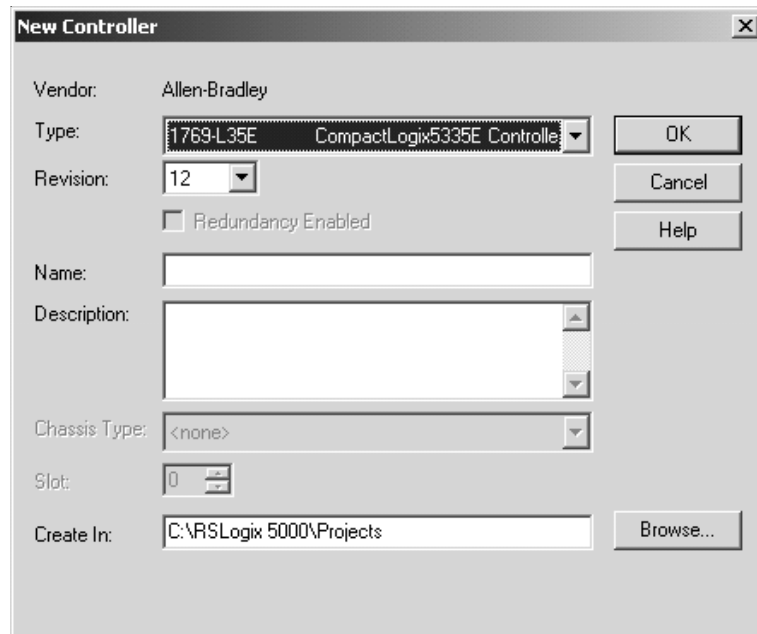 New Controller
Vendor: Allen-Bradley
Type: 1769-L35E CompactLogix5335E Controlle
OK
Revision: 12
Cancel
Redundancy Enabled
Help
Name:
Description:
Chassis Type: <none>
Slot: 0
Create In: C:\RSLogix 5000\Projects
Browse...